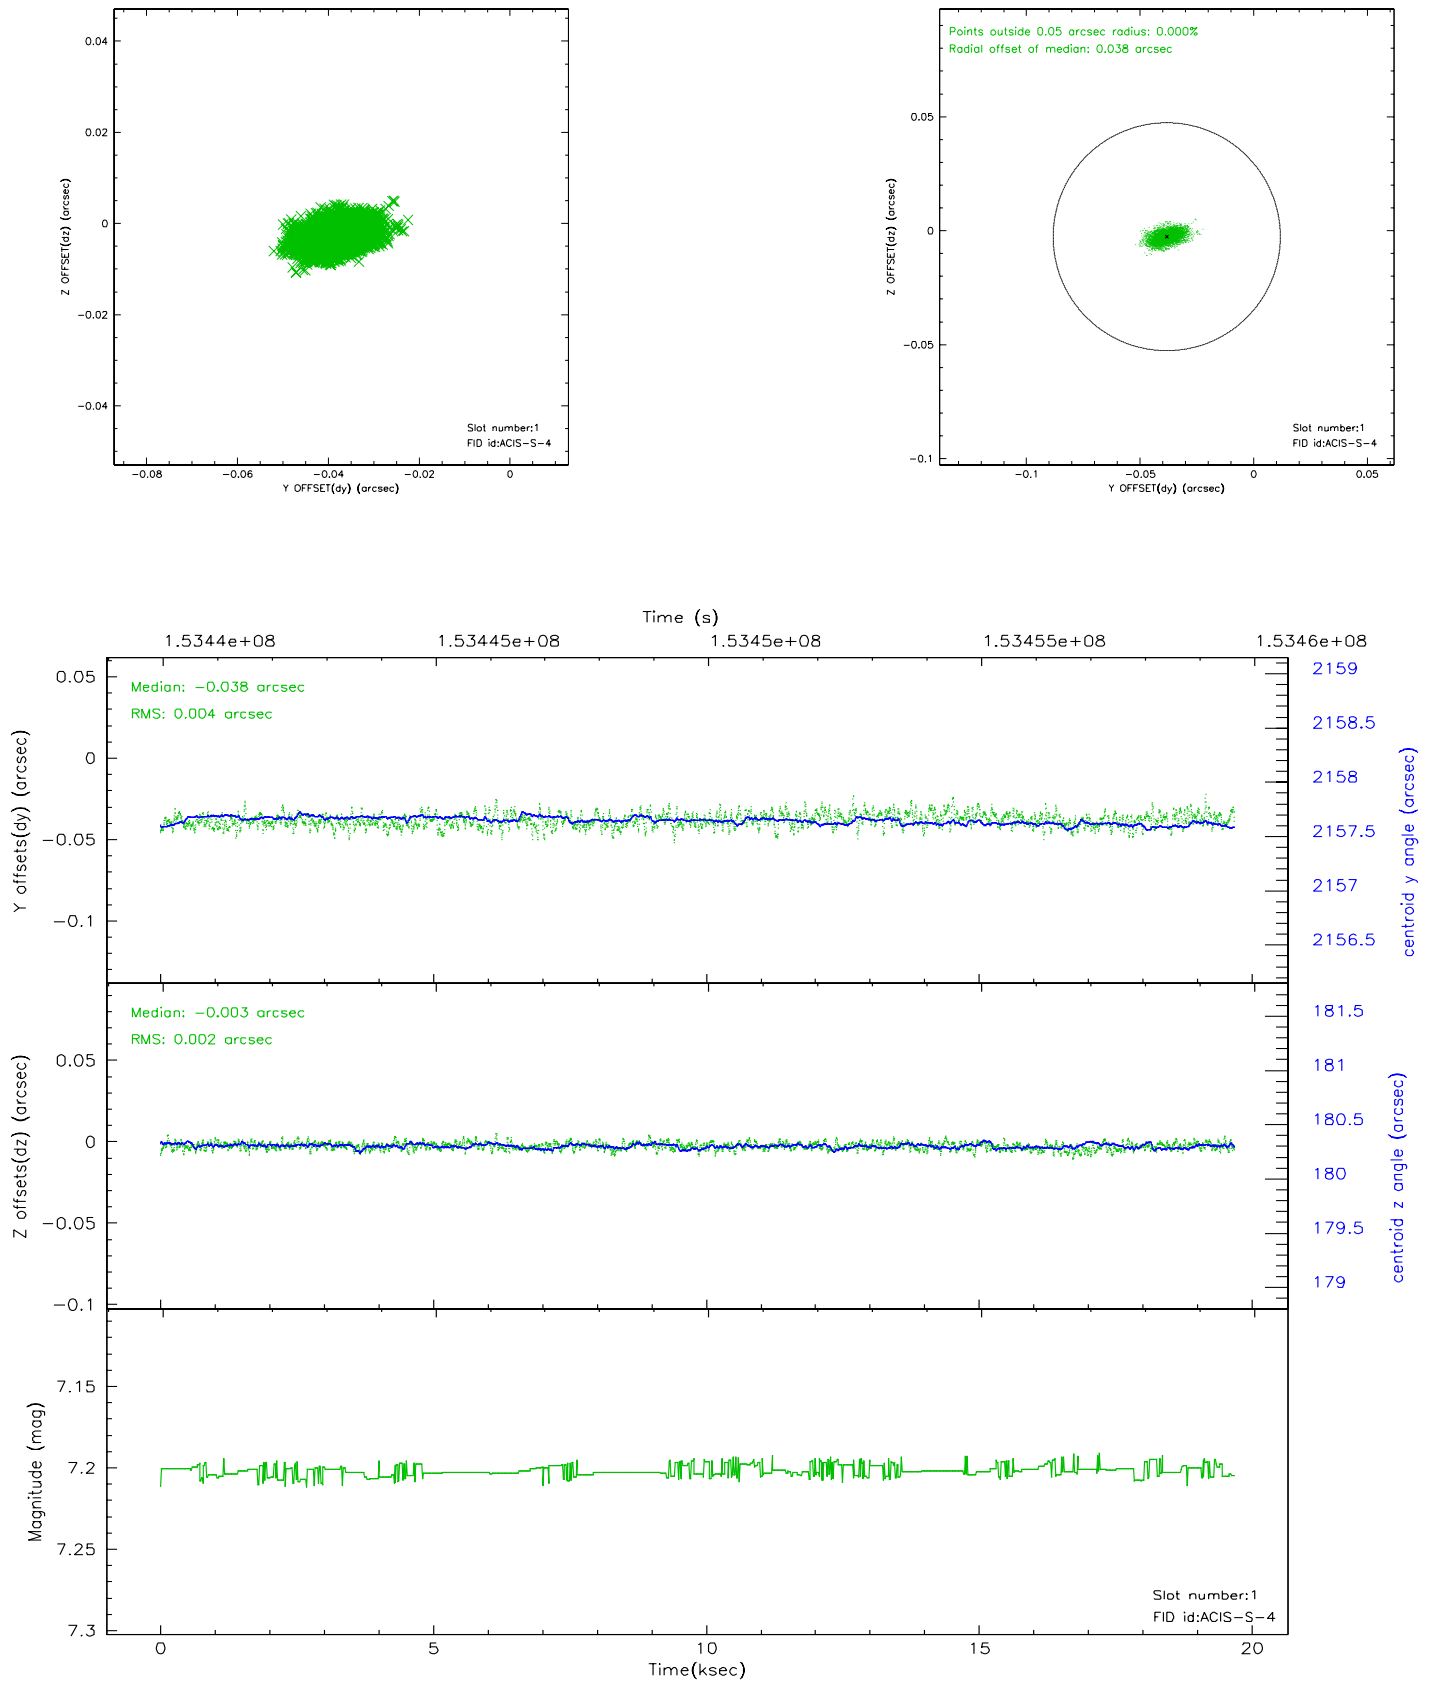 0.04
0.02
0
-0.02
-0.04
Z OFFSET(dz) (arcsec)
Slot number:1
FID id:ACIS-S-4
-0.08 -0.06 -0.04 -0.02 0
Y OFFSET(dy) (arcsec)
Points outside 0.05 arcsec radius: 0.000%
Radial offset of median: 0.038 arcsec
0.05
0
-0.05
-0.1
Z OFFSET(dz) (arcsec)
Slot number:1
FID id:ACIS-S-4
-0.1 -0.05 0 0.05
Y OFFSET(dy) (arcsec)
Time (s)
1.5344e+08 1.53445e+08 1.5345e+08 1.53455e+08 1.5346e+08
0.05
0
-0.05
-0.1
Y offsets(dy) (arcsec)
Median: -0.038 arcsec
RMS: 0.004 arcsec
2159
2158.5
2158
2157.5
2157
2156.5
centroid y angle (arcsec)
0.05
0
-0.05
-0.1
Z offsets(dz) (arcsec)
Median: -0.003 arcsec
RMS: 0.002 arcsec
181.5
181
180.5
180
179.5
179
centroid z angle (arcsec)
7.15
7.2
7.25
7.3
Magnitude (mag)
Slot number:1
FID id:ACIS-S-4
0 5 10 15 20
Time(ksec)